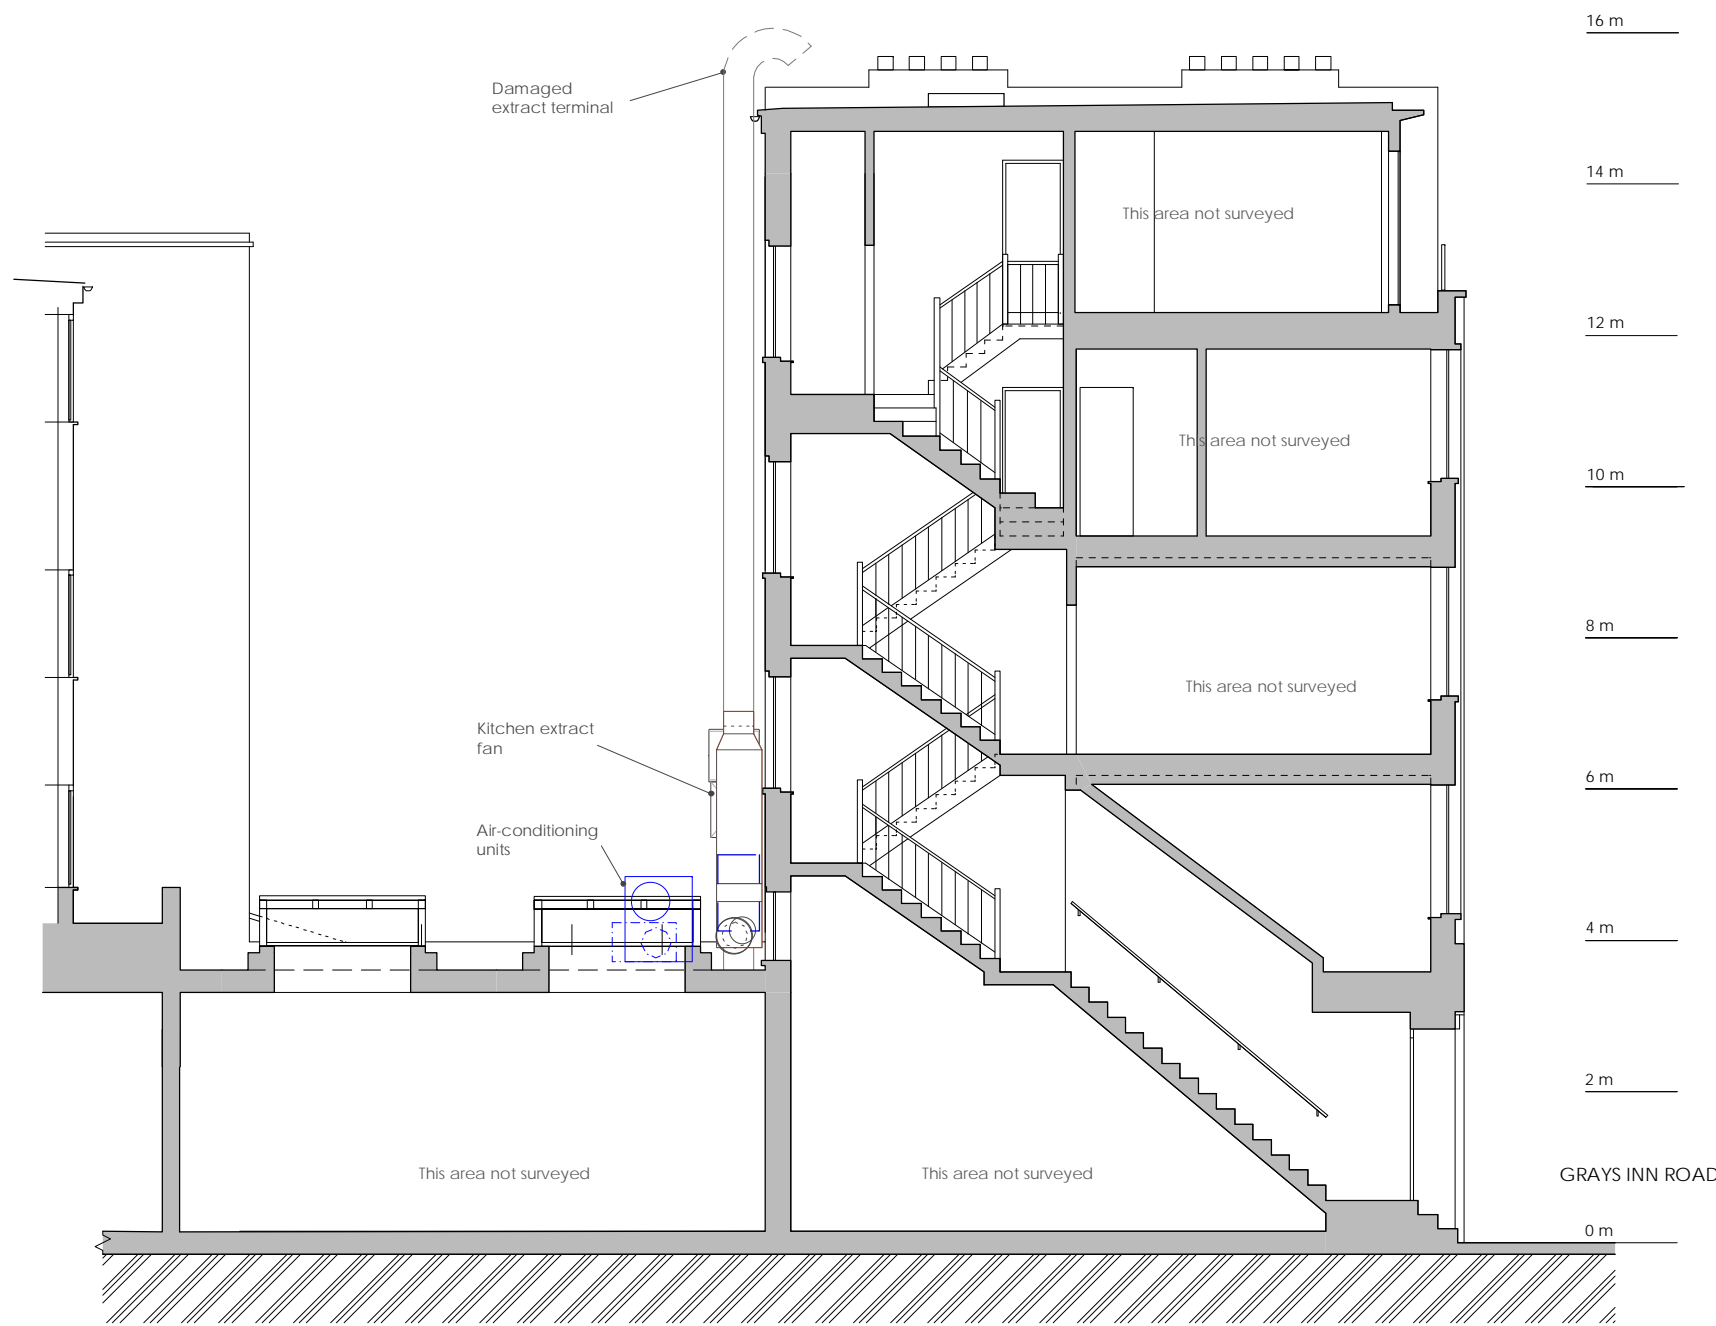 16 m
Damaged
extract terminal
14 m
This area not surveyed
12 m
This area not surveyed
10 m
8 m
This area not surveyed
Kitchen extract
fan
6 m
Air-conditioning
units
4 m
2 m
This area not surveyed
This area not surveyed
GRAYS INN ROAD
0 m